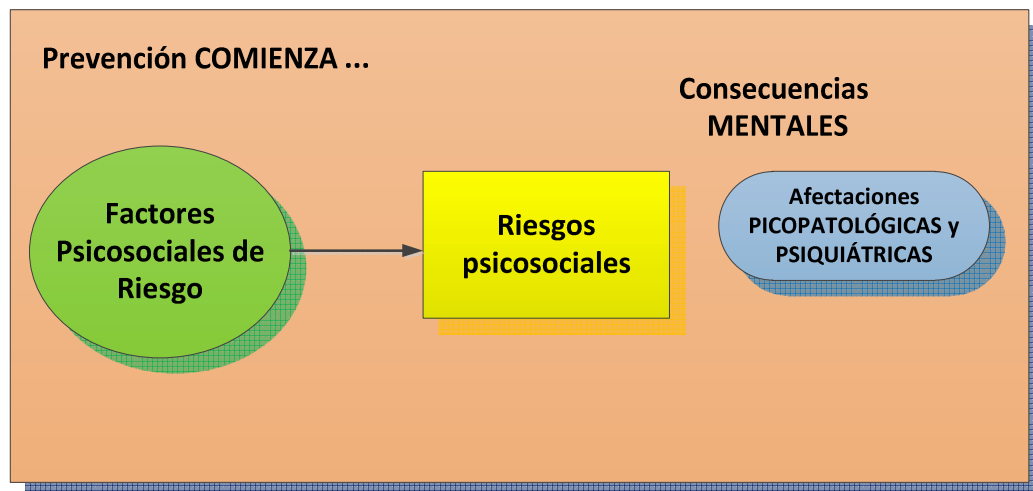 Prevención COMIENZA ...
Consecuencias
MENTALES
Factores
Psicosociales de
Riesgo
Riesgos
psicosociales
Afectaciones
PICOPATOLÓGICAS y
PSIQUIÁTRICAS